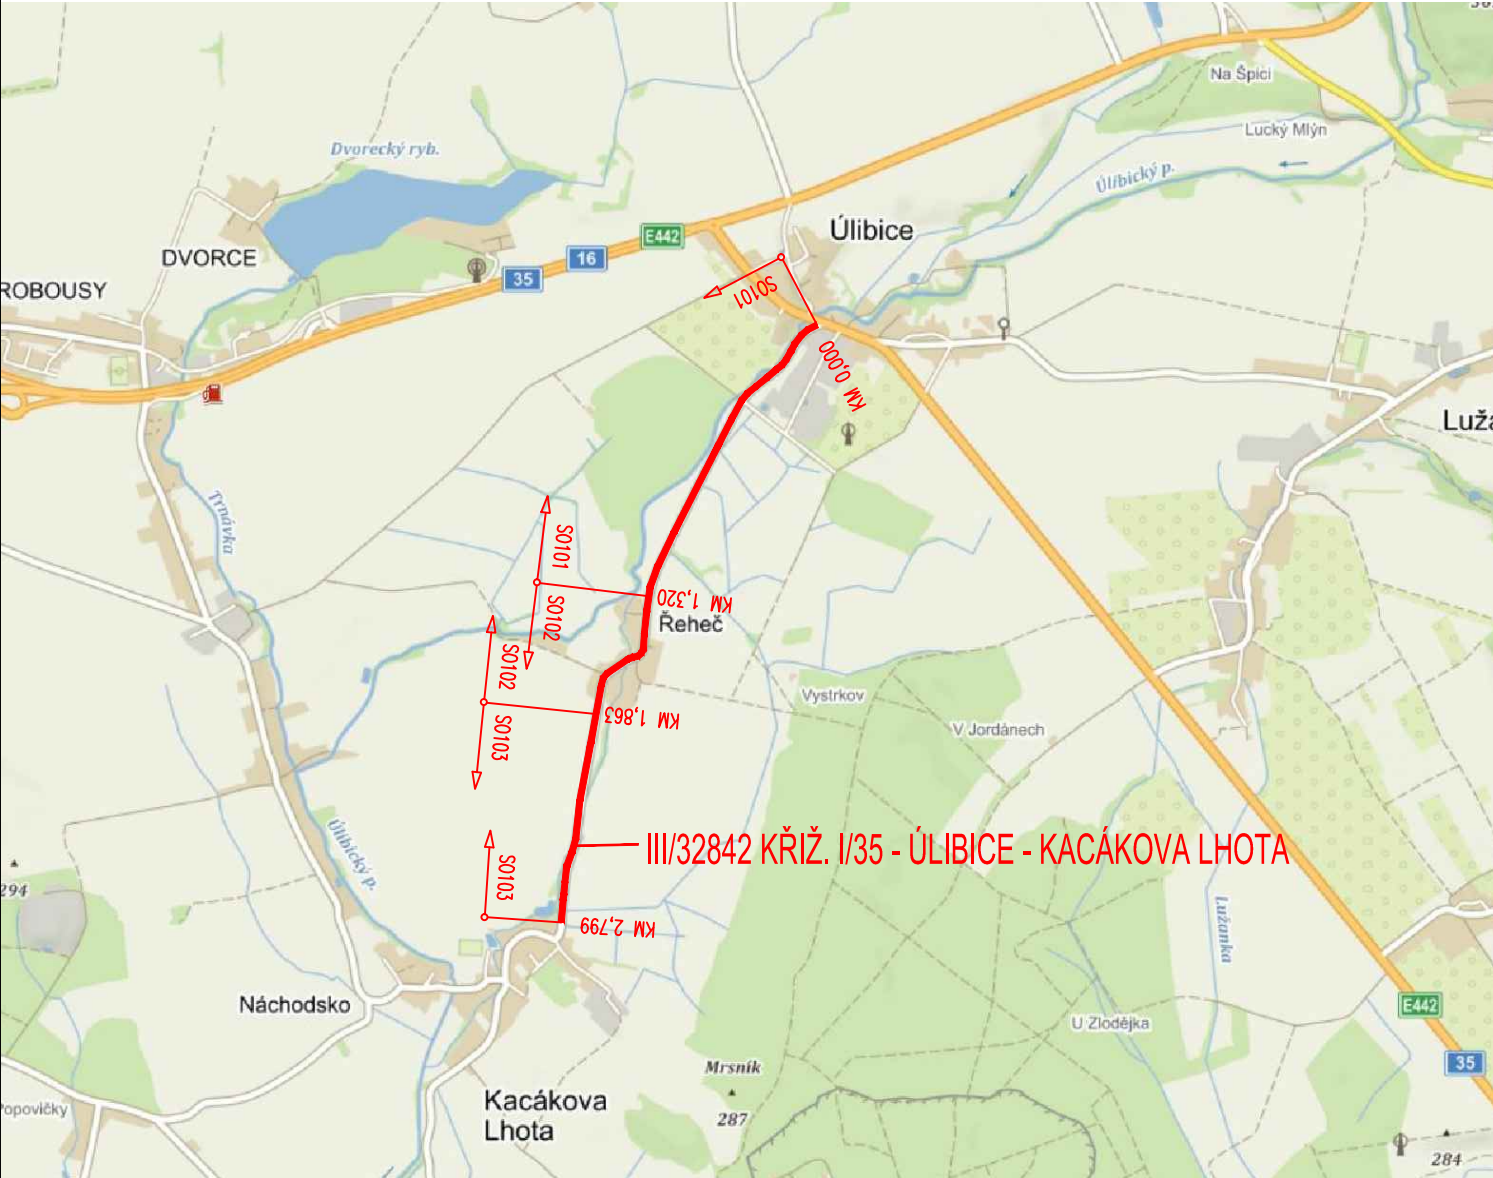 Na Špici
Lucký Mlýn
Dvorecký ryb.
Úlibický p.
Úlibice
E442
DVORCE
16
35
ROBOUSY
SO101
KM 0,000
Luža
Trnávka
SO101
SO102
KM 1,320
Řeheč
SO102
SO103
KM 1,863
Vystrkov
V Jordánech
Úlibický p.
III/32842 KŘIŽ. I/35 - ÚLIBICE - KACÁKOVA LHOTA
294
SO103
KM 2,799
Lužanka
Náchodsko
E442
U Zlodějka
35
Mrsník
287
Popovičky
Kacákova
Lhota
284